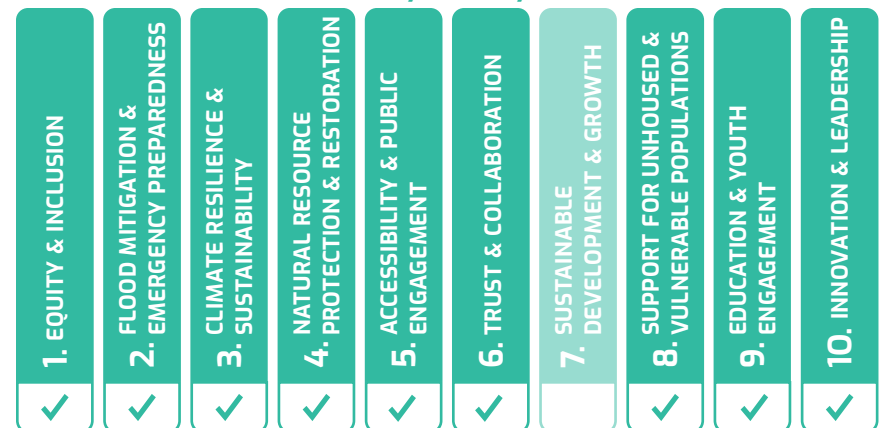 1. EQUITY & INCLUSION
2. FLOOD MITIGATION &
EMERGENCY PREPAREDNESS
3. CLIMATE RESILIENCE &
SUSTAINABILITY
4. NATURAL RESOURCE
PROTECTION & RESTORATION
5. ACCESSIBILITY & PUBLIC
ENGAGEMENT
6. TRUST & COLLABORATION
7. SUSTAINABLE
DEVELOPMENT & GROWTH
8. SUPPORT FOR UNHOUSED &
VULNERABLE POPULATIONS
9. EDUCATION & YOUTH
ENGAGEMENT
10. INNOVATION & LEADERSHIP